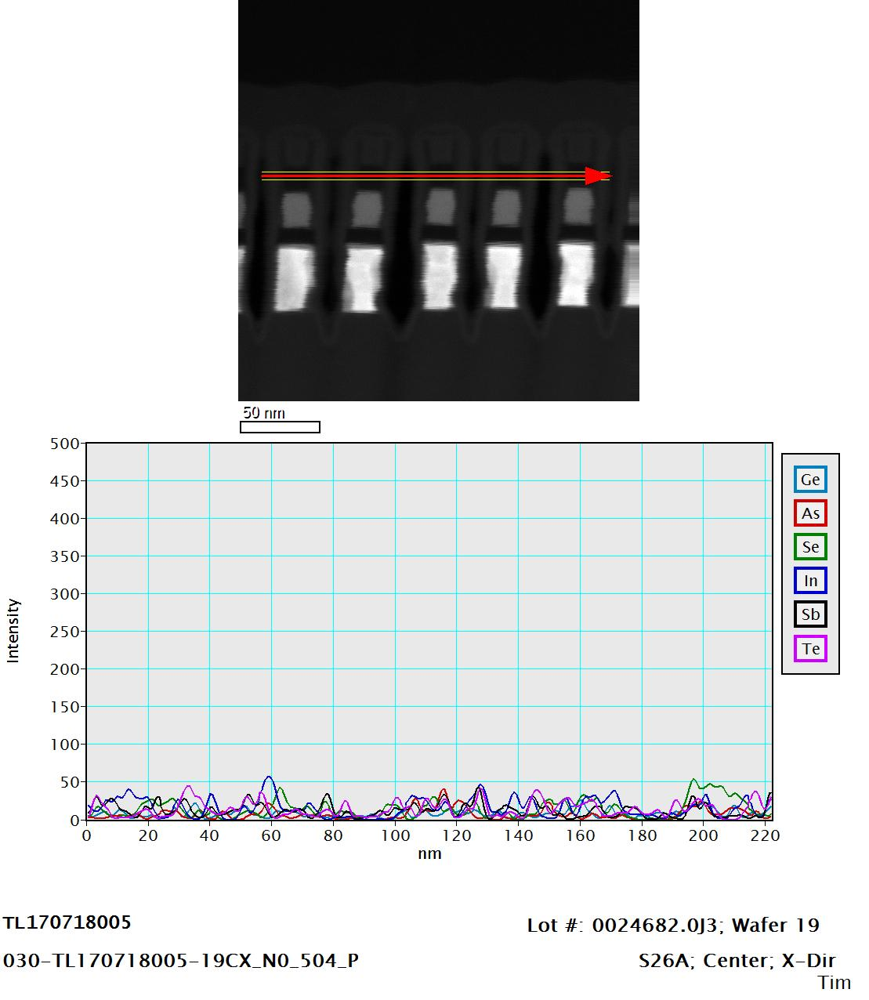 50 nm
500
450
400
350
300
250
200
150
100
50
0
Intensity
0 20 40 60 80 100 120 140 160 180 200 220
nm
Ge
As
Se
In
Sb
Te
TL170718005
Lot #: 0024682.0J3; Wafer 19
030-TL170718005-19CX_N0_504_P
S26A; Center; X-Dir
Tim